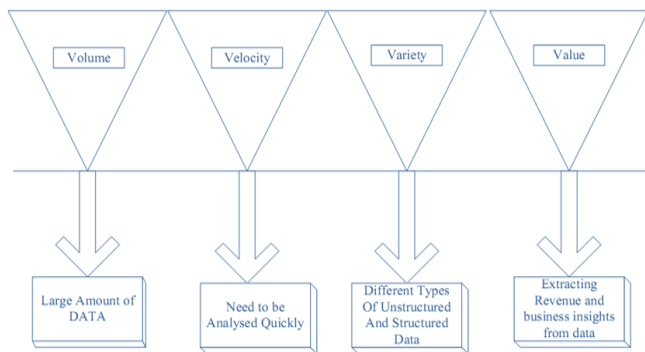 Volume
Velocity
Variety
Value
Large Amount of
DATA
Need to be
Analysed Quickly
Different Types
Of Unstructured
And Structured
Data
Extracting
Revenue and
business insights
from data